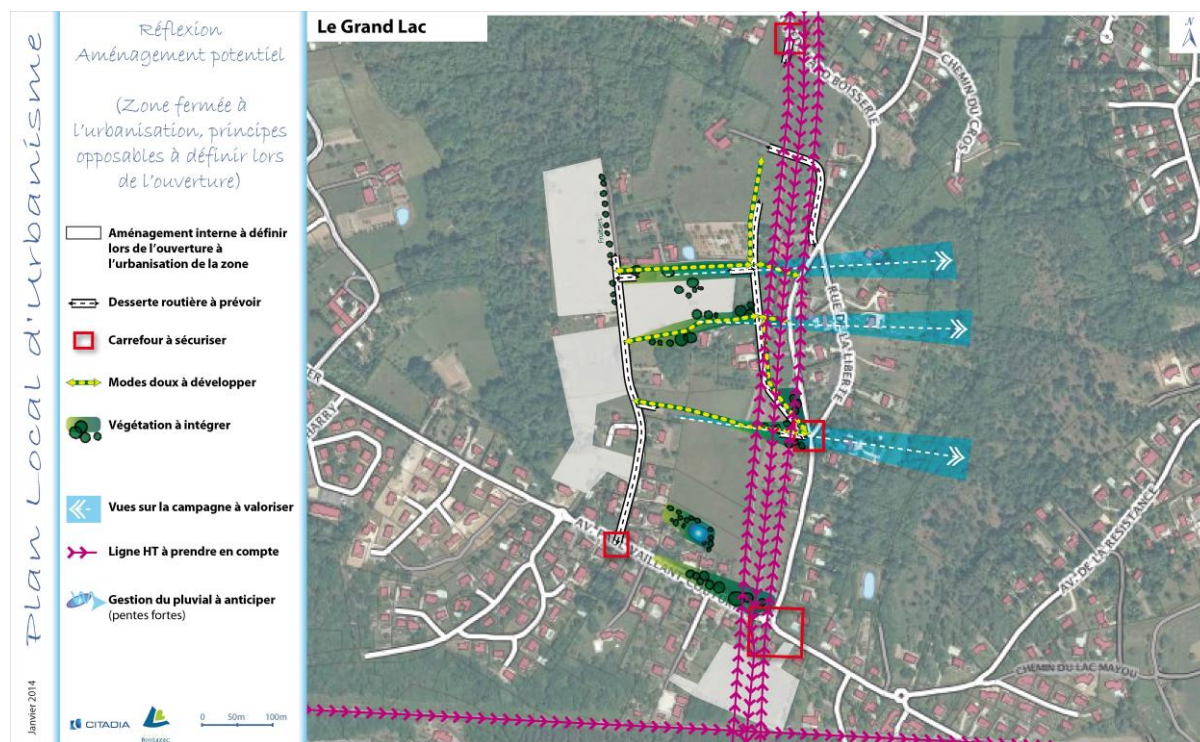 Plan Local d'Urbanisme
Janvier 2014
Réflexion
Aménagement potentiel
(Zone fermée à
l'urbanisation, principes
opposables à définir lors
de l'ouverture)
Aménagement interne à définir
lors de l'ouverture à
l'urbanisation de la zone
Desserte routière à prévoir
Carrefour à sécuriser
Modes doux à développer
Végétation à intégrer
Vues sur la campagne à valoriser
Ligne HT à prendre en compte
Gestion du pluvial à anticiper
(pentes fortes)
CITADIA
BOULAZAC
0 50m 100m
Le Grand Lac
N
BOISSERIE
CHEMIN DU
Fruitiers
RUE DE LA LIBERTE
HARRY
AV.
VAILLANT
AV. DE LA RESISTANCE
CHEMIN DU LAC MAYOU